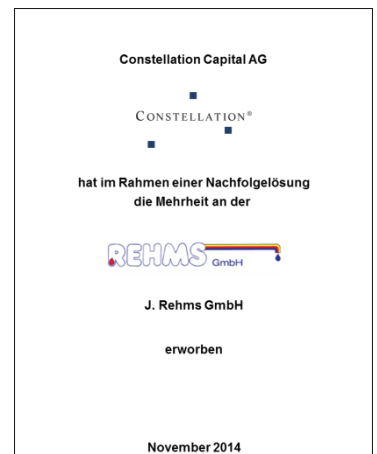 Constellation Capital AG
CONSTELLATION®
hat im Rahmen einer Nachfolgelösung
die Mehrheit an der
REHMS GmbH
J. Rehms GmbH
erworben
November 2014